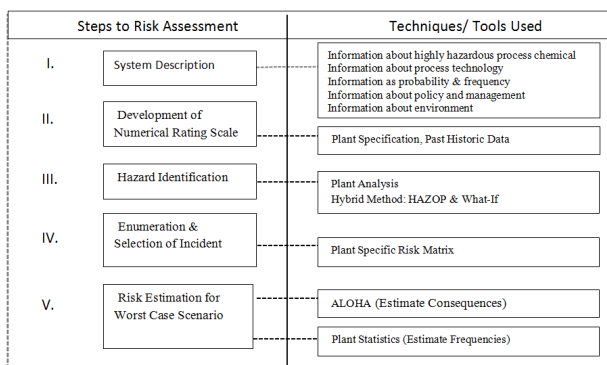 Steps to Risk Assessment
Techniques/ Tools Used
I.
System Description
Information about highly hazardous process chemical
Information about process technology
Information as probability & frequency
Information about policy and management
Information about environment
II.
Development of
Numerical Rating Scale
Plant Specification, Past Historic Data
III.
Hazard Identification
Plant Analysis
Hybrid Method: HAZOP & What-If
IV.
Enumeration &
Selection of Incident
Plant Specific Risk Matrix
V.
Risk Estimation for
Worst Case Scenario
ALOHA (Estimate Consequences)
Plant Statistics (Estimate Frequencies)